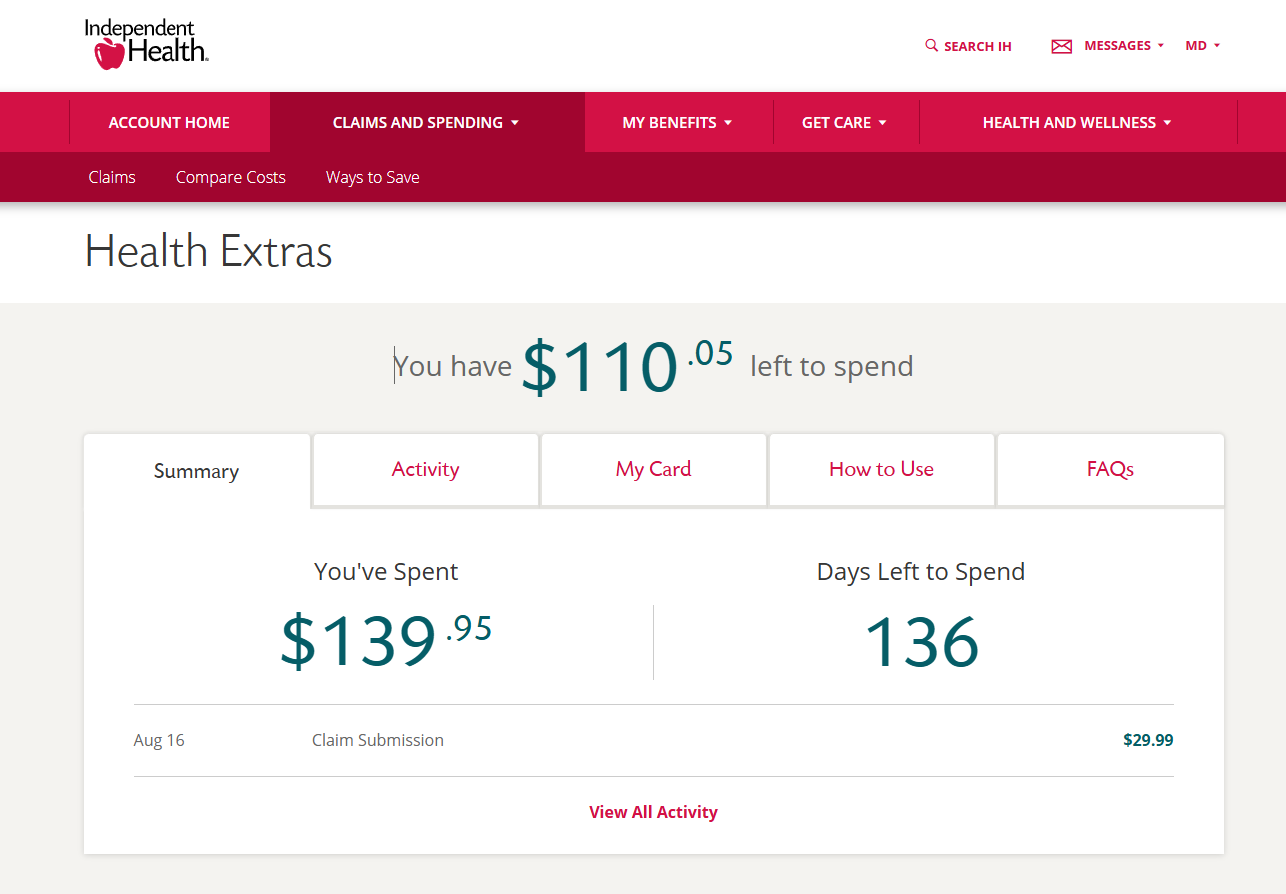 Independent
Health.
SEARCH IH
MESSAGES
MD
ACCOUNT HOME
CLAIMS AND SPENDING
MY BENEFITS
GET CARE
HEALTH AND WELLNESS
Claims
Compare Costs
Ways to Save
Health Extras
You have $110.05 left to spend
Summary
Activity
My Card
How to Use
FAQs
You've Spent
$139.95
Days Left to Spend
136
Aug 16 Claim Submission $29.99
View All Activity